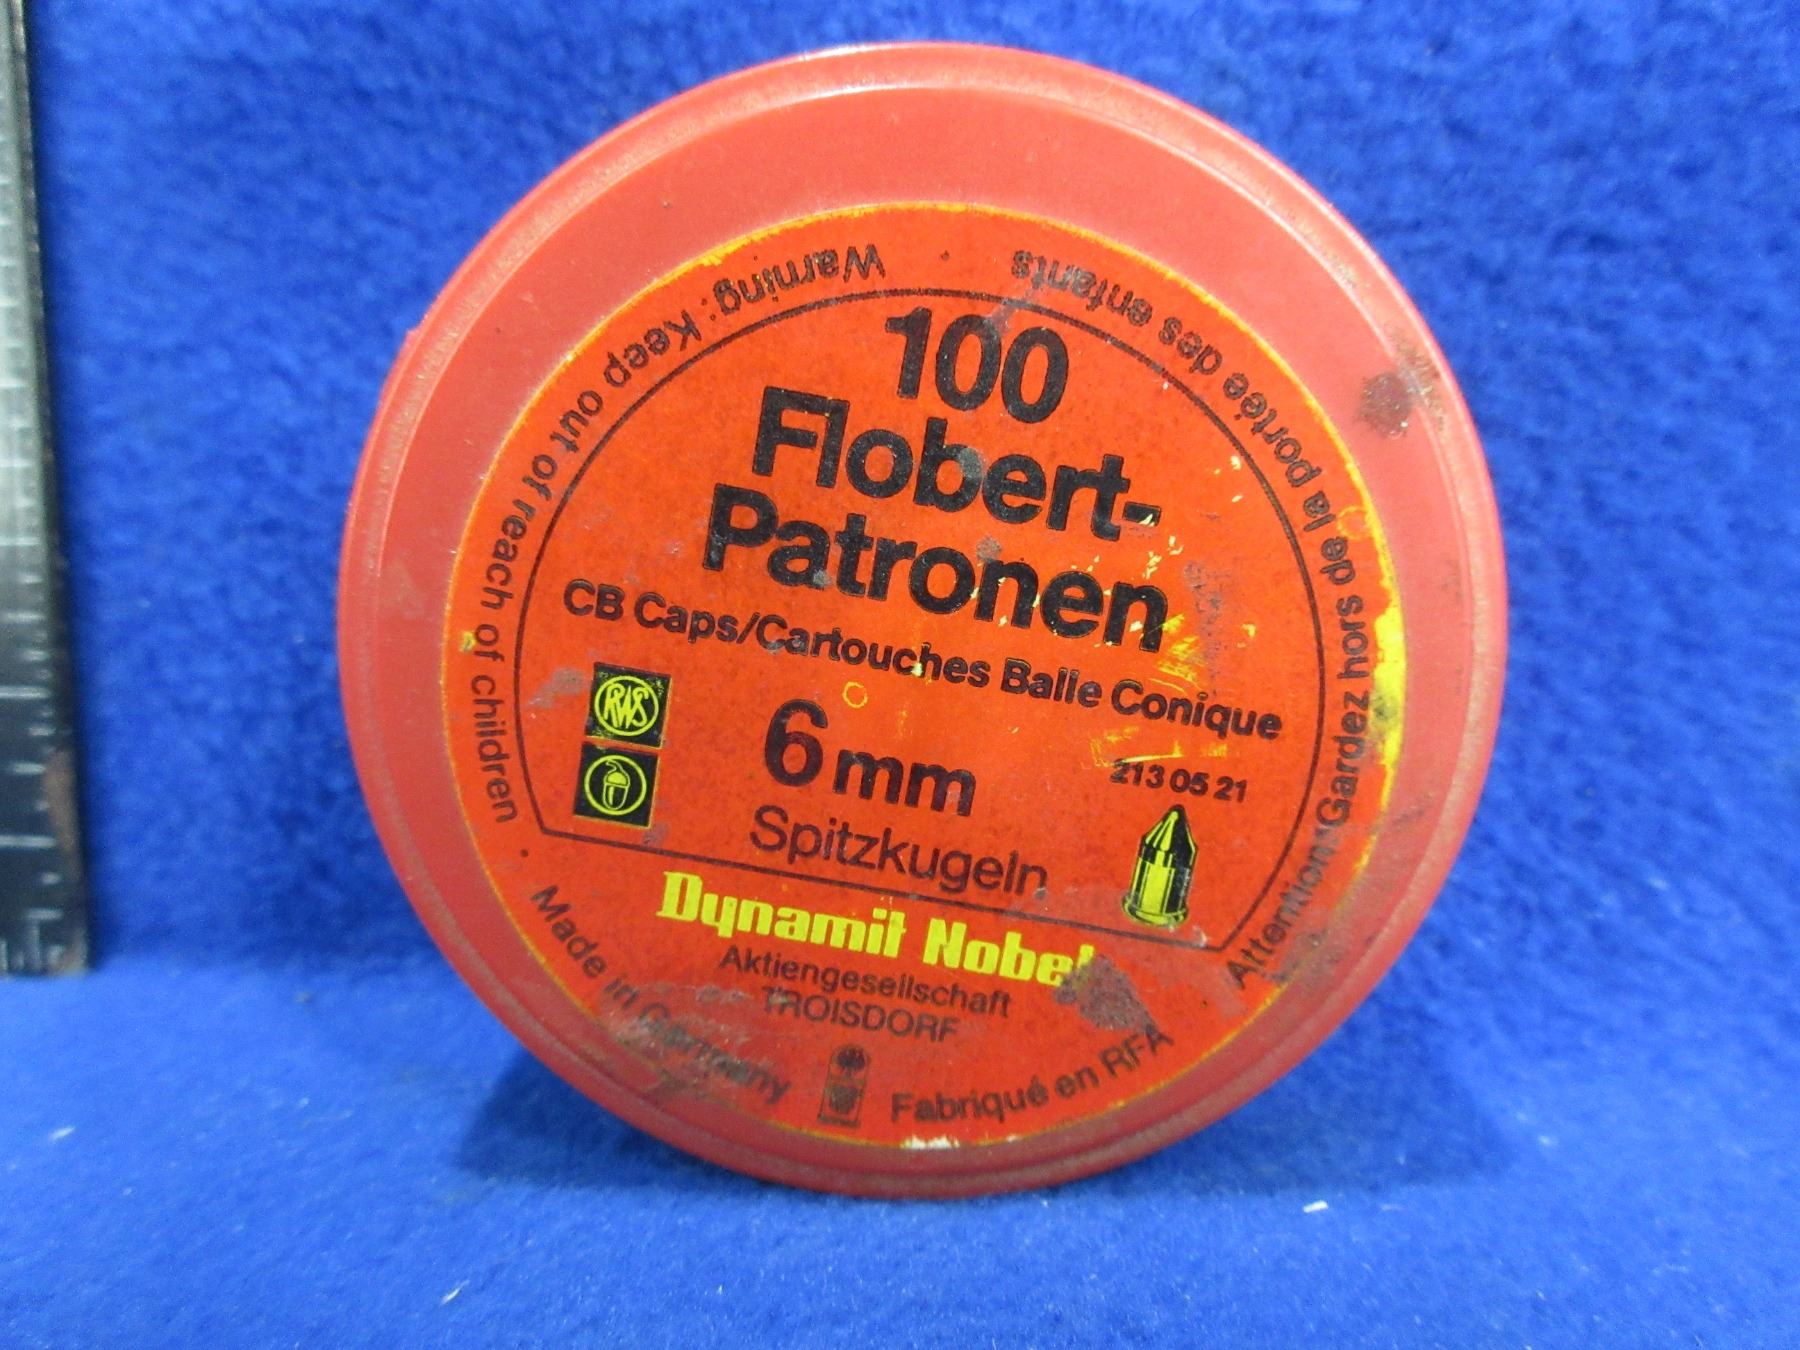 100
Flobert-
Patronen
CB Caps/Cartouches Balle Conique
RWS
6 mm
213 05 21
Spitzkugeln
Dynamit Nobel
Aktiengesellschaft
TROISDORF
Made in Germany
Fabriqué en RFA
Warning: Keep out of reach of children
Attention: Gardez hors de la portée des enfants